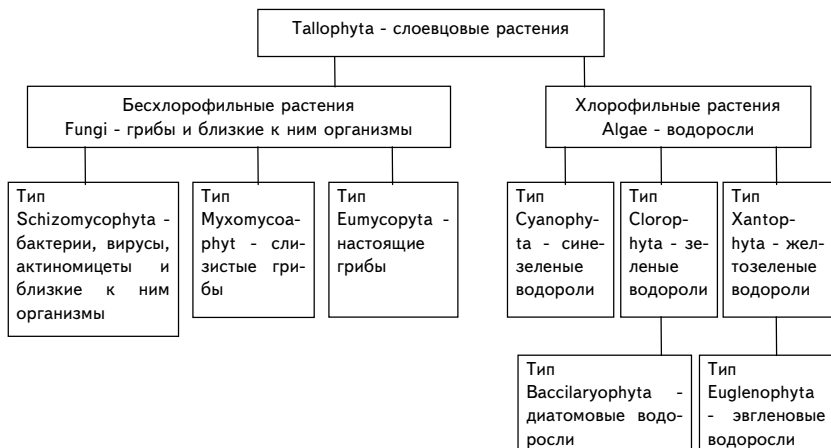 Tallophyta - слоевцовые растения
Бесхлорофильные растения
Fungi - грибы и близкие к ним организмы
Хлорофильные растения
Algae - водоросли
Тип
Schizomycophyta -
бактерии, вирусы,
актиномицеты и
близкие к ним
организмы
Тип
Myxomycoa-
phyt - сли-
зистые гри-
бы
Тип
Eumycopyta -
настоящие
грибы
Тип
Cyanophy-
ta - сине-
зеленые
водороли
Тип
Cloroph-
phyta - зе-
леные
водороли
Тип
Xantop-
hyta - жел-
тозеленые
водороли
Тип
Baccilaryophyta -
диатомовые водо-
росли
Тип
Euglenophyta
- эвгленовые
водоросли